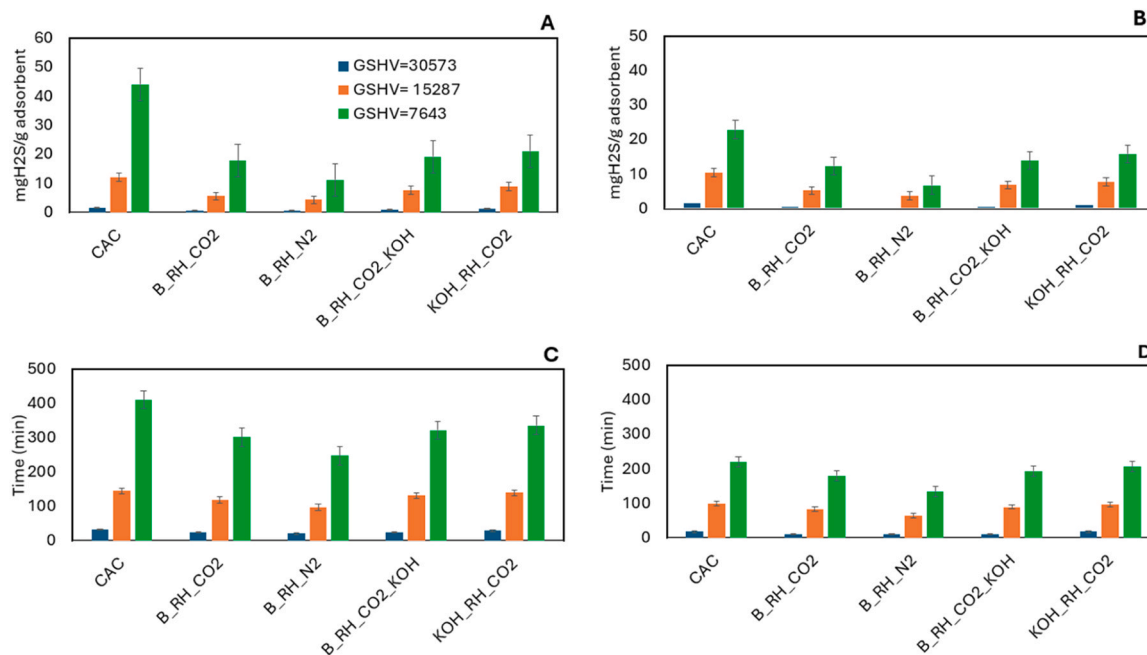 A
mgH2S/g adsorbent
60
50
40
30
20
10
0
GSHV=30573
GSHV= 15287
GSHV=7643
CAC
B_RH_CO2
B_RH_N2
B_RH_CO2_KOH
KOH_RH_CO2
B
mgH2S/g adsorbent
50
40
30
20
10
0
CAC
B_RH_CO2
B_RH_N2
B_RH_CO2_KOH
KOH_RH_CO2
C
Time (min)
500
400
300
200
100
0
CAC
B_RH_CO2
B_RH_N2
B_RH_CO2_KOH
KOH_RH_CO2
D
Time (min)
500
400
300
200
100
0
CAC
B_RH_CO2
B_RH_N2
B_RH_CO2_KOH
KOH_RH_CO2